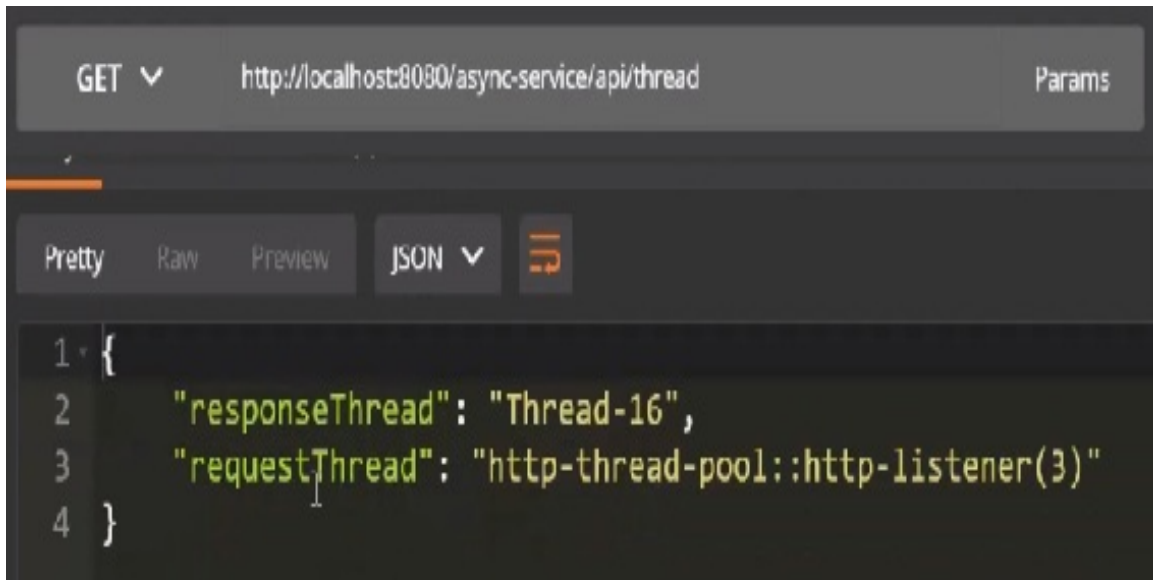 GET http://localhost:8080/async-service/api/thread Params
Pretty Raw Preview JSON
1 {
2 "responseThread": "Thread-16",
3 "requestThread": "http-thread-pool::http-listener(3)"
4 }